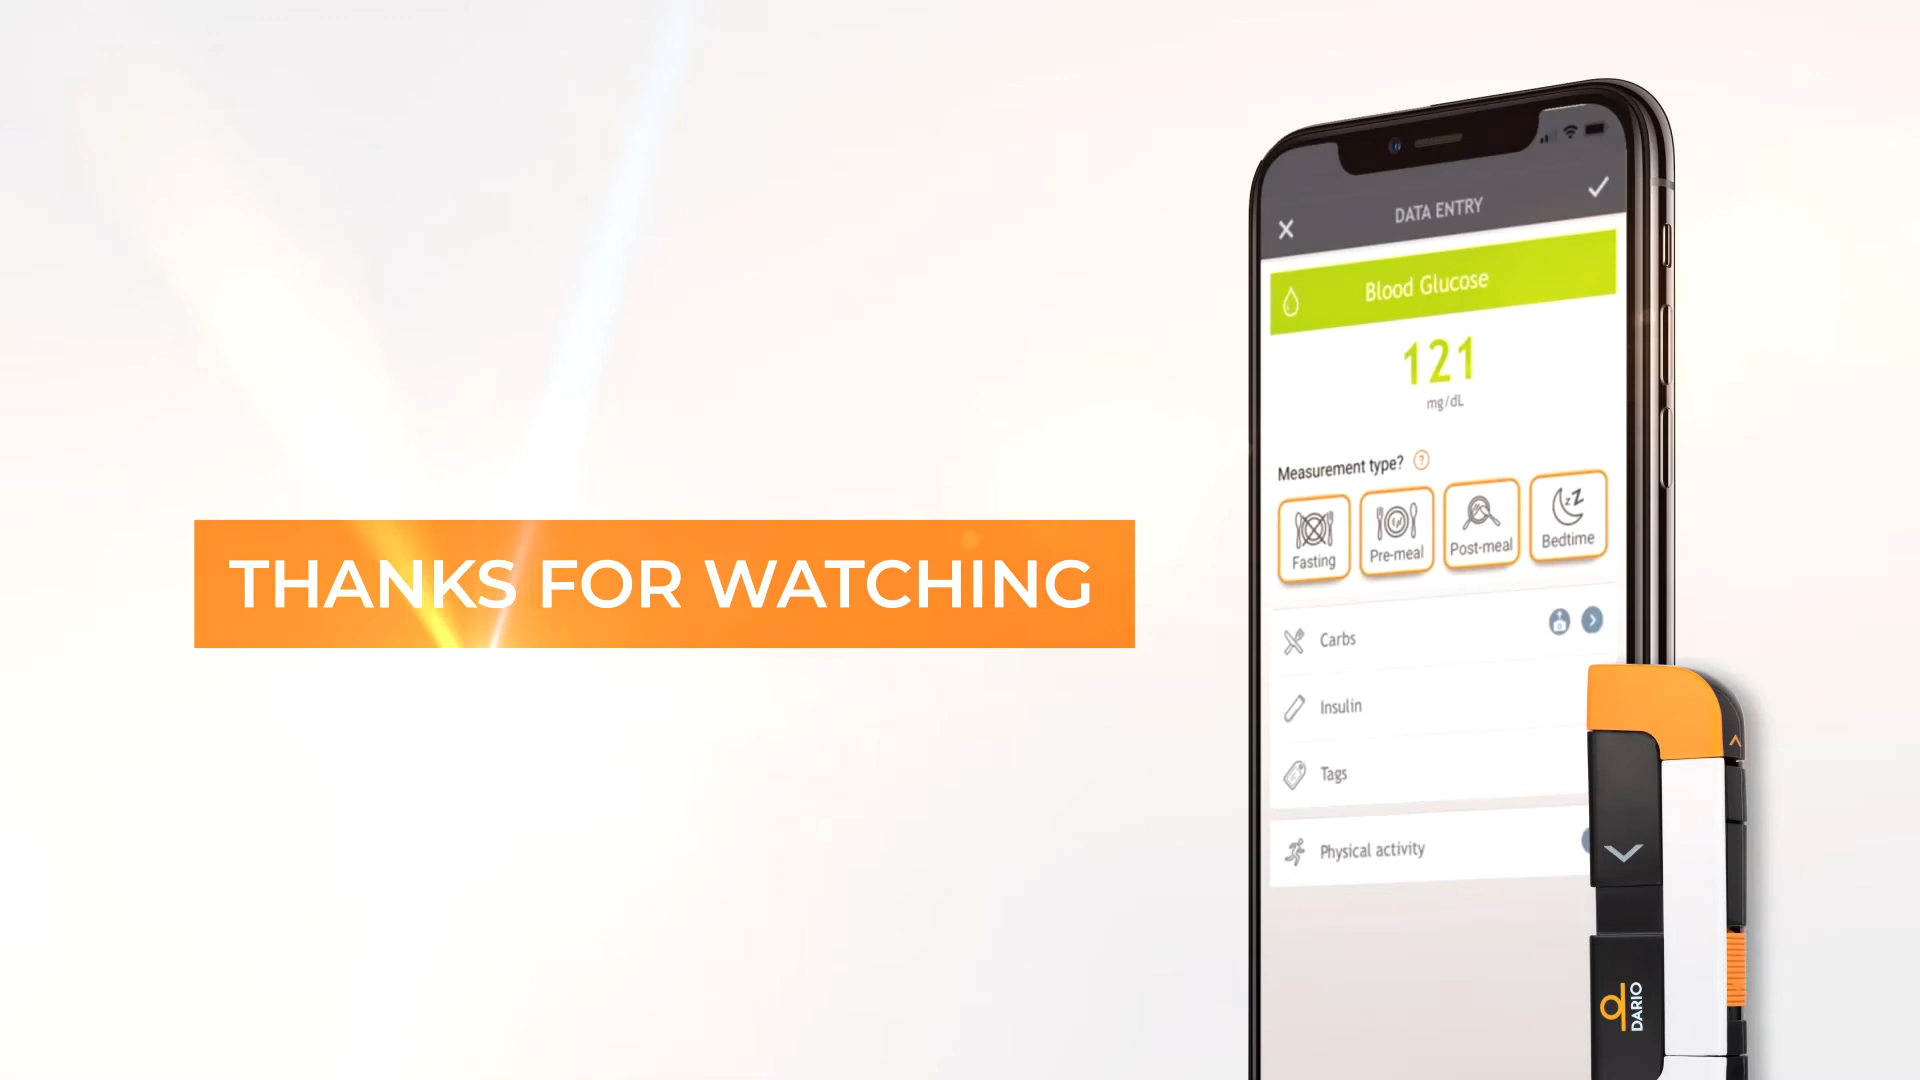 THANKS FOR WATCHING
DATA ENTRY
Blood Glucose
121
mg/dL
Measurement type? ?
Fasting
Pre-meal
Post-meal
Bedtime
Carbs
Insulin
Tags
Physical activity
DARIO